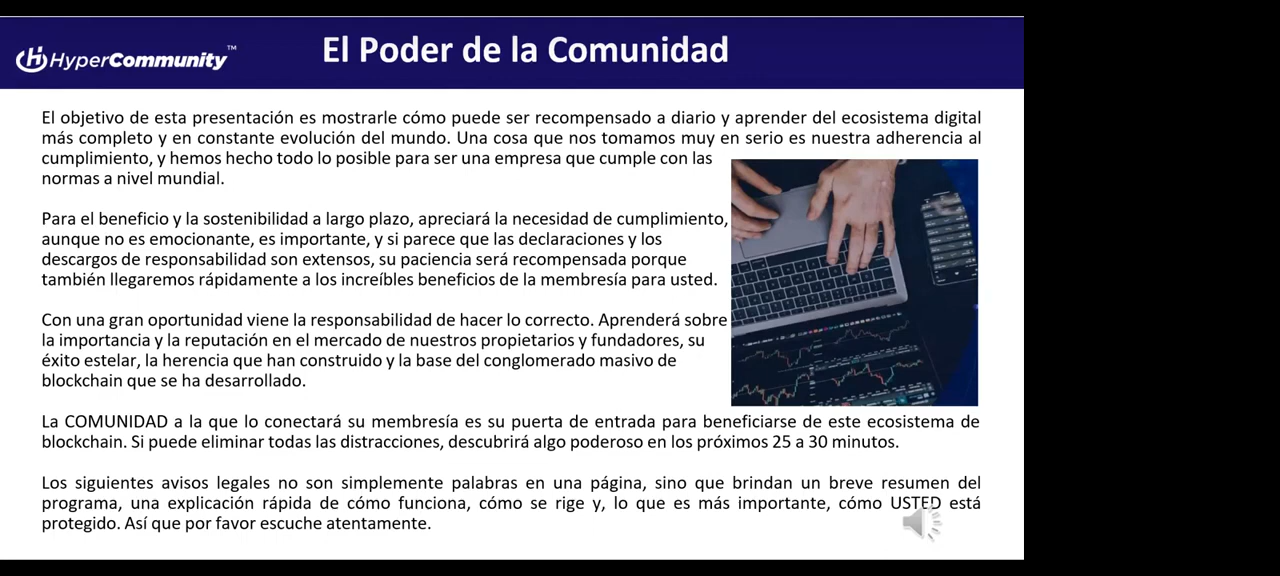 HyperCommunity™
El Poder de la Comunidad
El objetivo de esta presentación es mostrarle cómo puede ser recompensado a diario y aprender del ecosistema digital
más completo y en constante evolución del mundo. Una cosa que nos tomamos muy en serio es nuestra adherencia al
cumplimiento, y hemos hecho todo lo posible para ser una empresa que cumple con las
normas a nivel mundial.
Para el beneficio y la sostenibilidad a largo plazo, apreciará la necesidad de cumplimiento,
aunque no es emocionante, es importante, y si parece que las declaraciones y los
descargos de responsabilidad son extensos, su paciencia será recompensada porque
también llegaremos rápidamente a los increíbles beneficios de la membresía para usted.
Con una gran oportunidad viene la responsabilidad de hacer lo correcto. Aprenderá sobre
la importancia y la reputación en el mercado de nuestros propietarios y fundadores, su
éxito estelar, la herencia que han construido y la base del conglomerado masivo de
blockchain que se ha desarrollado.
La COMUNIDAD a la que lo conectará su membresía es su puerta de entrada para beneficiarse de este ecosistema de
blockchain. Si puede eliminar todas las distracciones, descubrirá algo poderoso en los próximos 25 a 30 minutos.
Los siguientes avisos legales no son simplemente palabras en una página, sino que brindan un breve resumen del
programa, una explicación rápida de cómo funciona, cómo se rige y, lo que es más importante, cómo USTED está
protegido. Así que por favor escuche atentamente.